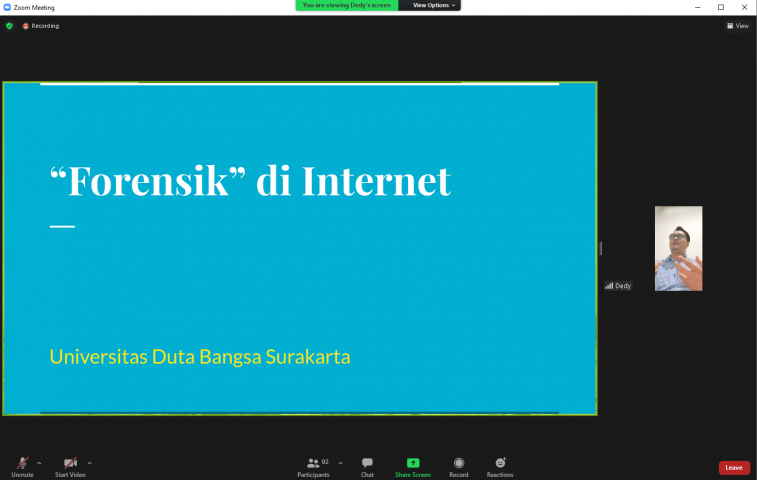 Zoom Meeting
You are viewing Dedy's screen
View Options
Recording
View
“Forensik” di Internet
Universitas Duta Bangsa Surakarta
Dedy
92
Unmute
Start Video
Participants
Chat
Share Screen
Record
Reactions
Leave